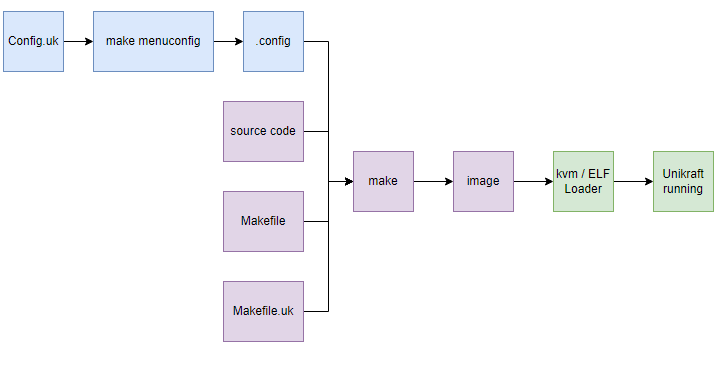 Config.uk
make menuconfig
.config
source code
Makefile
Makefile.uk
make
image
kvm / ELF
Loader
Unikraft
running